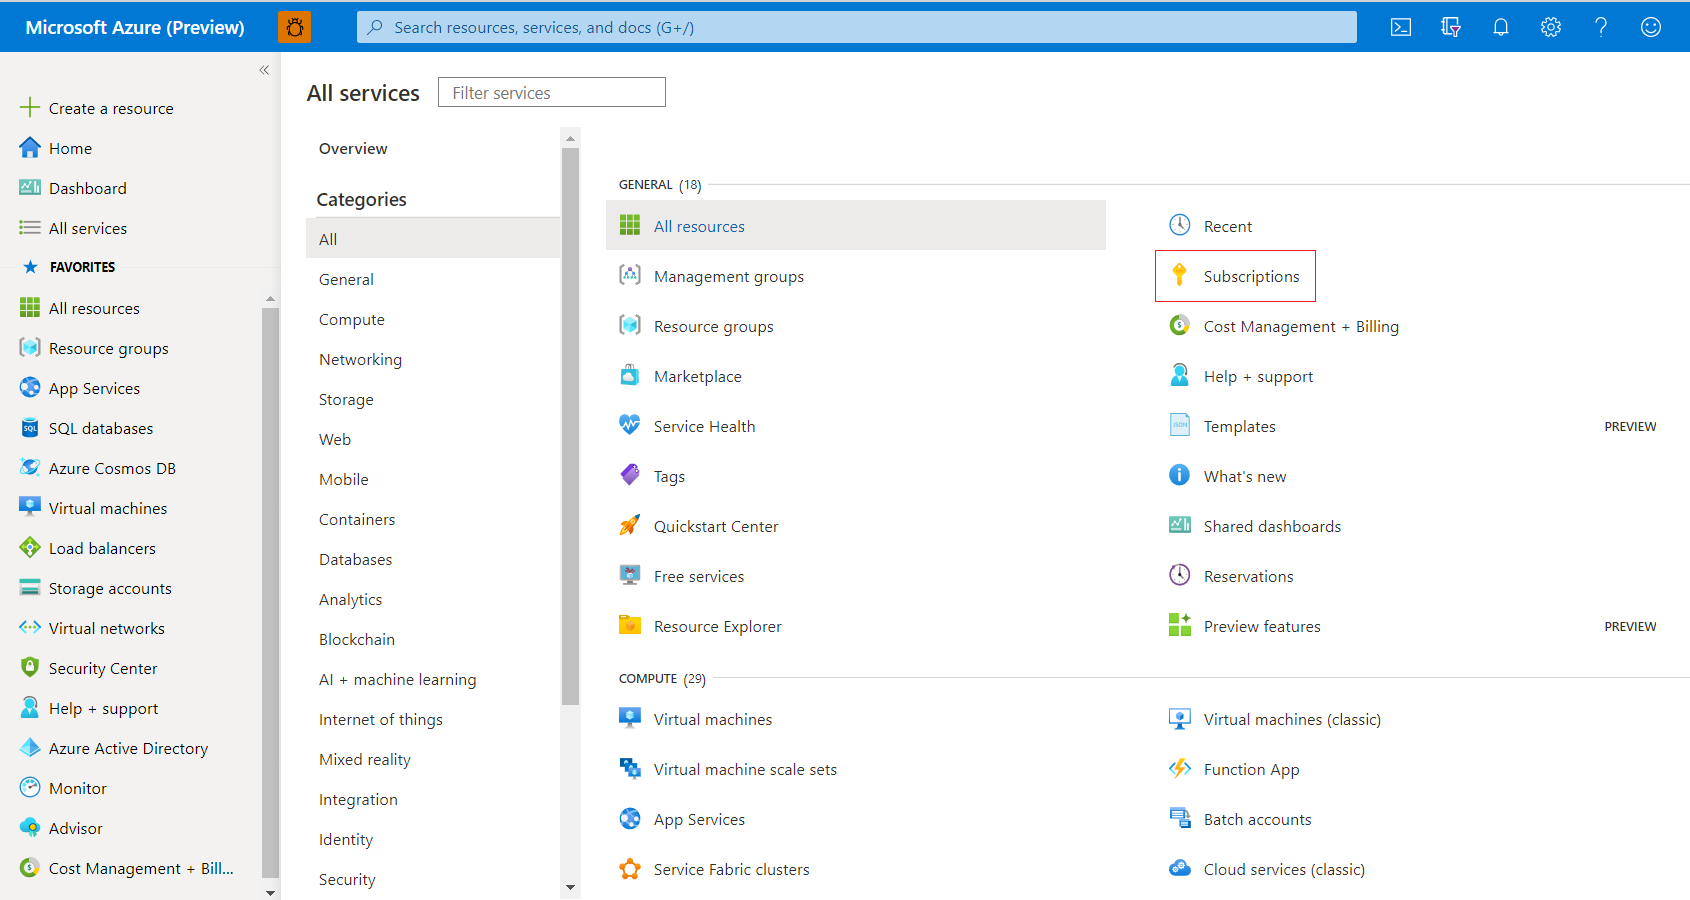 Microsoft Azure (Preview)
Search resources, services, and docs (G+/)
Create a resource
Home
Dashboard
All services
FAVORITES
All resources
Resource groups
App Services
SQL databases
Azure Cosmos DB
Virtual machines
Load balancers
Storage accounts
Virtual networks
Security Center
Help + support
Azure Active Directory
Monitor
Advisor
Cost Management + Bill...
All services
Filter services
Overview
Categories
All
General
Compute
Networking
Storage
Web
Mobile
Containers
Databases
Analytics
Blockchain
AI + machine learning
Internet of things
Mixed reality
Integration
Identity
Security
GENERAL (18)
All resources
Recent
Management groups
Subscriptions
Resource groups
Cost Management + Billing
Marketplace
Help + support
Service Health
Templates PREVIEW
Tags
What's new
Quickstart Center
Shared dashboards
Free services
Reservations
Resource Explorer
Preview features PREVIEW
COMPUTE (29)
Virtual machines
Virtual machines (classic)
Virtual machine scale sets
Function App
App Services
Batch accounts
Service Fabric clusters
Cloud services (classic)